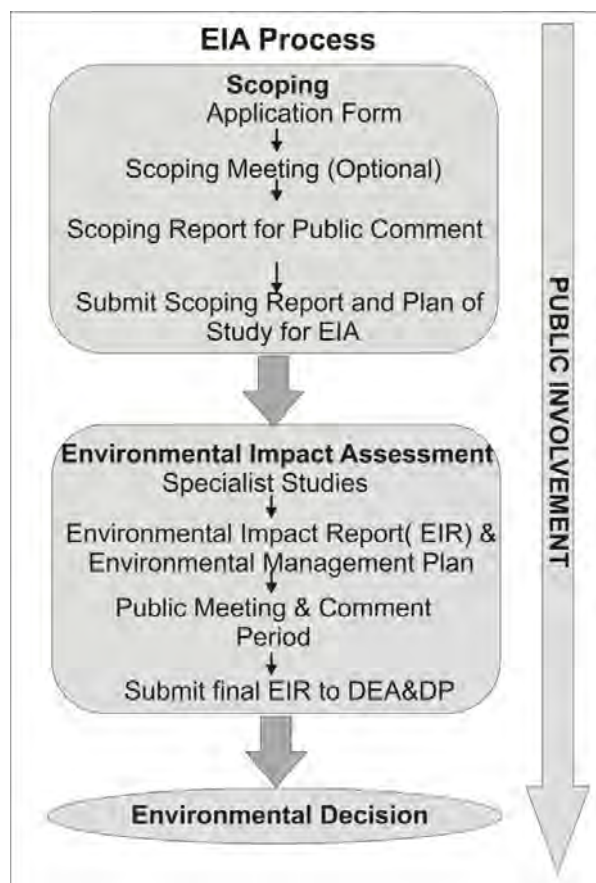 EIA Process
Scoping
Application Form
Scoping Meeting (Optional)
Scoping Report for Public Comment
Submit Scoping Report and Plan of
Study for EIA
Environmental Impact Assessment
Specialist Studies
Environmental Impact Report( EIR) &
Environmental Management Plan
Public Meeting & Comment
Period
Submit final EIR to DEA&DP
Environmental Decision
PUBLIC INVOLVEMENT